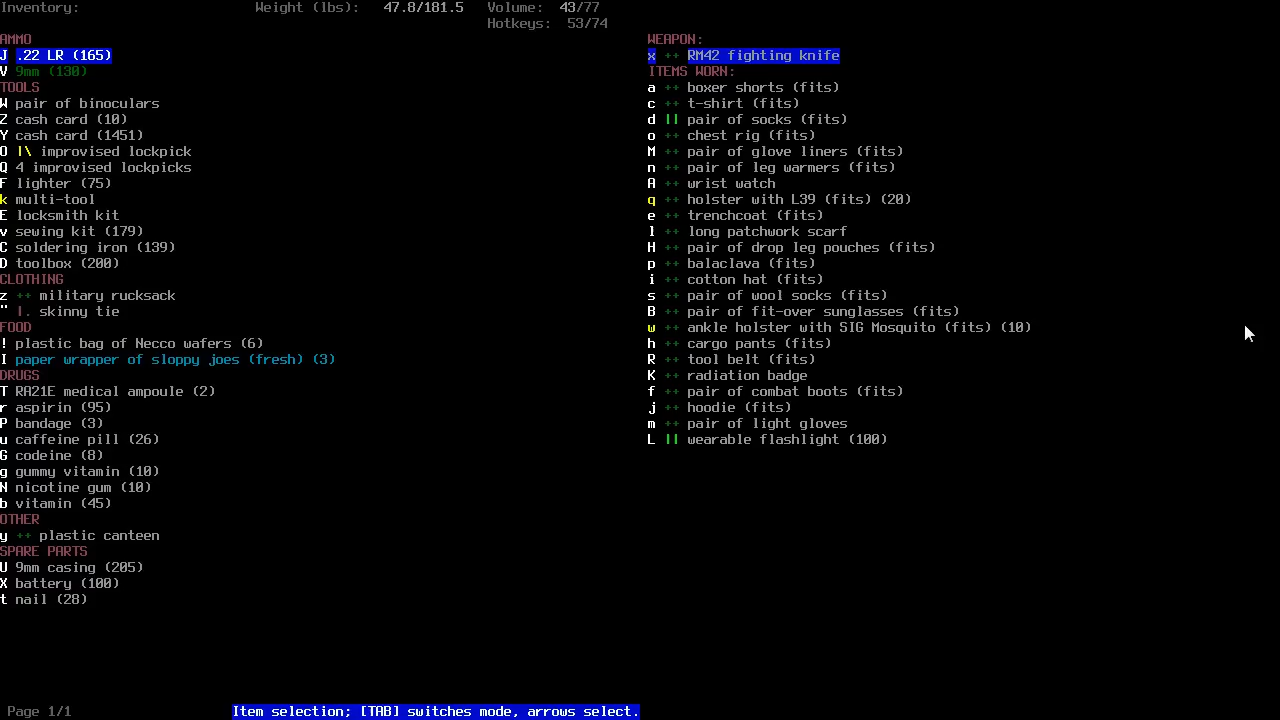 Inventory: Weight (lbs): 47.8/181.5 Volume: 43/77
Hotkeys: 53/74
AMMO
J .22 LR (165)
V 9mm (130)
TOOLS
W pair of binoculars
Z cash card (10)
Y cash card (1451)
O |\ improvised lockpick
Q 4 improvised lockpicks
F lighter (75)
k multi-tool
E locksmith kit
v sewing kit (179)
C soldering iron (139)
D toolbox (200)
CLOTHING
z ++ military rucksack
" |. skinny tie
FOOD
! plastic bag of Necco wafers (6)
I paper wrapper of sloppy joes (fresh) (3)
DRUGS
T RA21E medical ampoule (2)
r aspirin (95)
P bandage (3)
u caffeine pill (26)
G codeine (8)
g gummy vitamin (10)
N nicotine gum (10)
b vitamin (45)
OTHER
y ++ plastic canteen
SPARE PARTS
U 9mm casing (205)
X battery (100)
t nail (28)
WEAPON:
x ++ RM42 fighting knife
ITEMS WORN:
a ++ boxer shorts (fits)
c ++ t-shirt (fits)
d || pair of socks (fits)
o ++ chest rig (fits)
M ++ pair of glove liners (fits)
n ++ pair of leg warmers (fits)
A ++ wrist watch
q ++ holster with L39 (fits) (20)
e ++ trenchcoat (fits)
l ++ long patchwork scarf
H ++ pair of drop leg pouches (fits)
p ++ balaclava (fits)
i ++ cotton hat (fits)
s ++ pair of wool socks (fits)
B ++ pair of fit-over sunglasses (fits)
w ++ ankle holster with SIG Mosquito (fits) (10)
h ++ cargo pants (fits)
R ++ tool belt (fits)
K ++ radiation badge
f ++ pair of combat boots (fits)
j ++ hoodie (fits)
m ++ pair of light gloves
L || wearable flashlight (100)
Page 1/1 Item selection; [TAB] switches mode, arrows select.